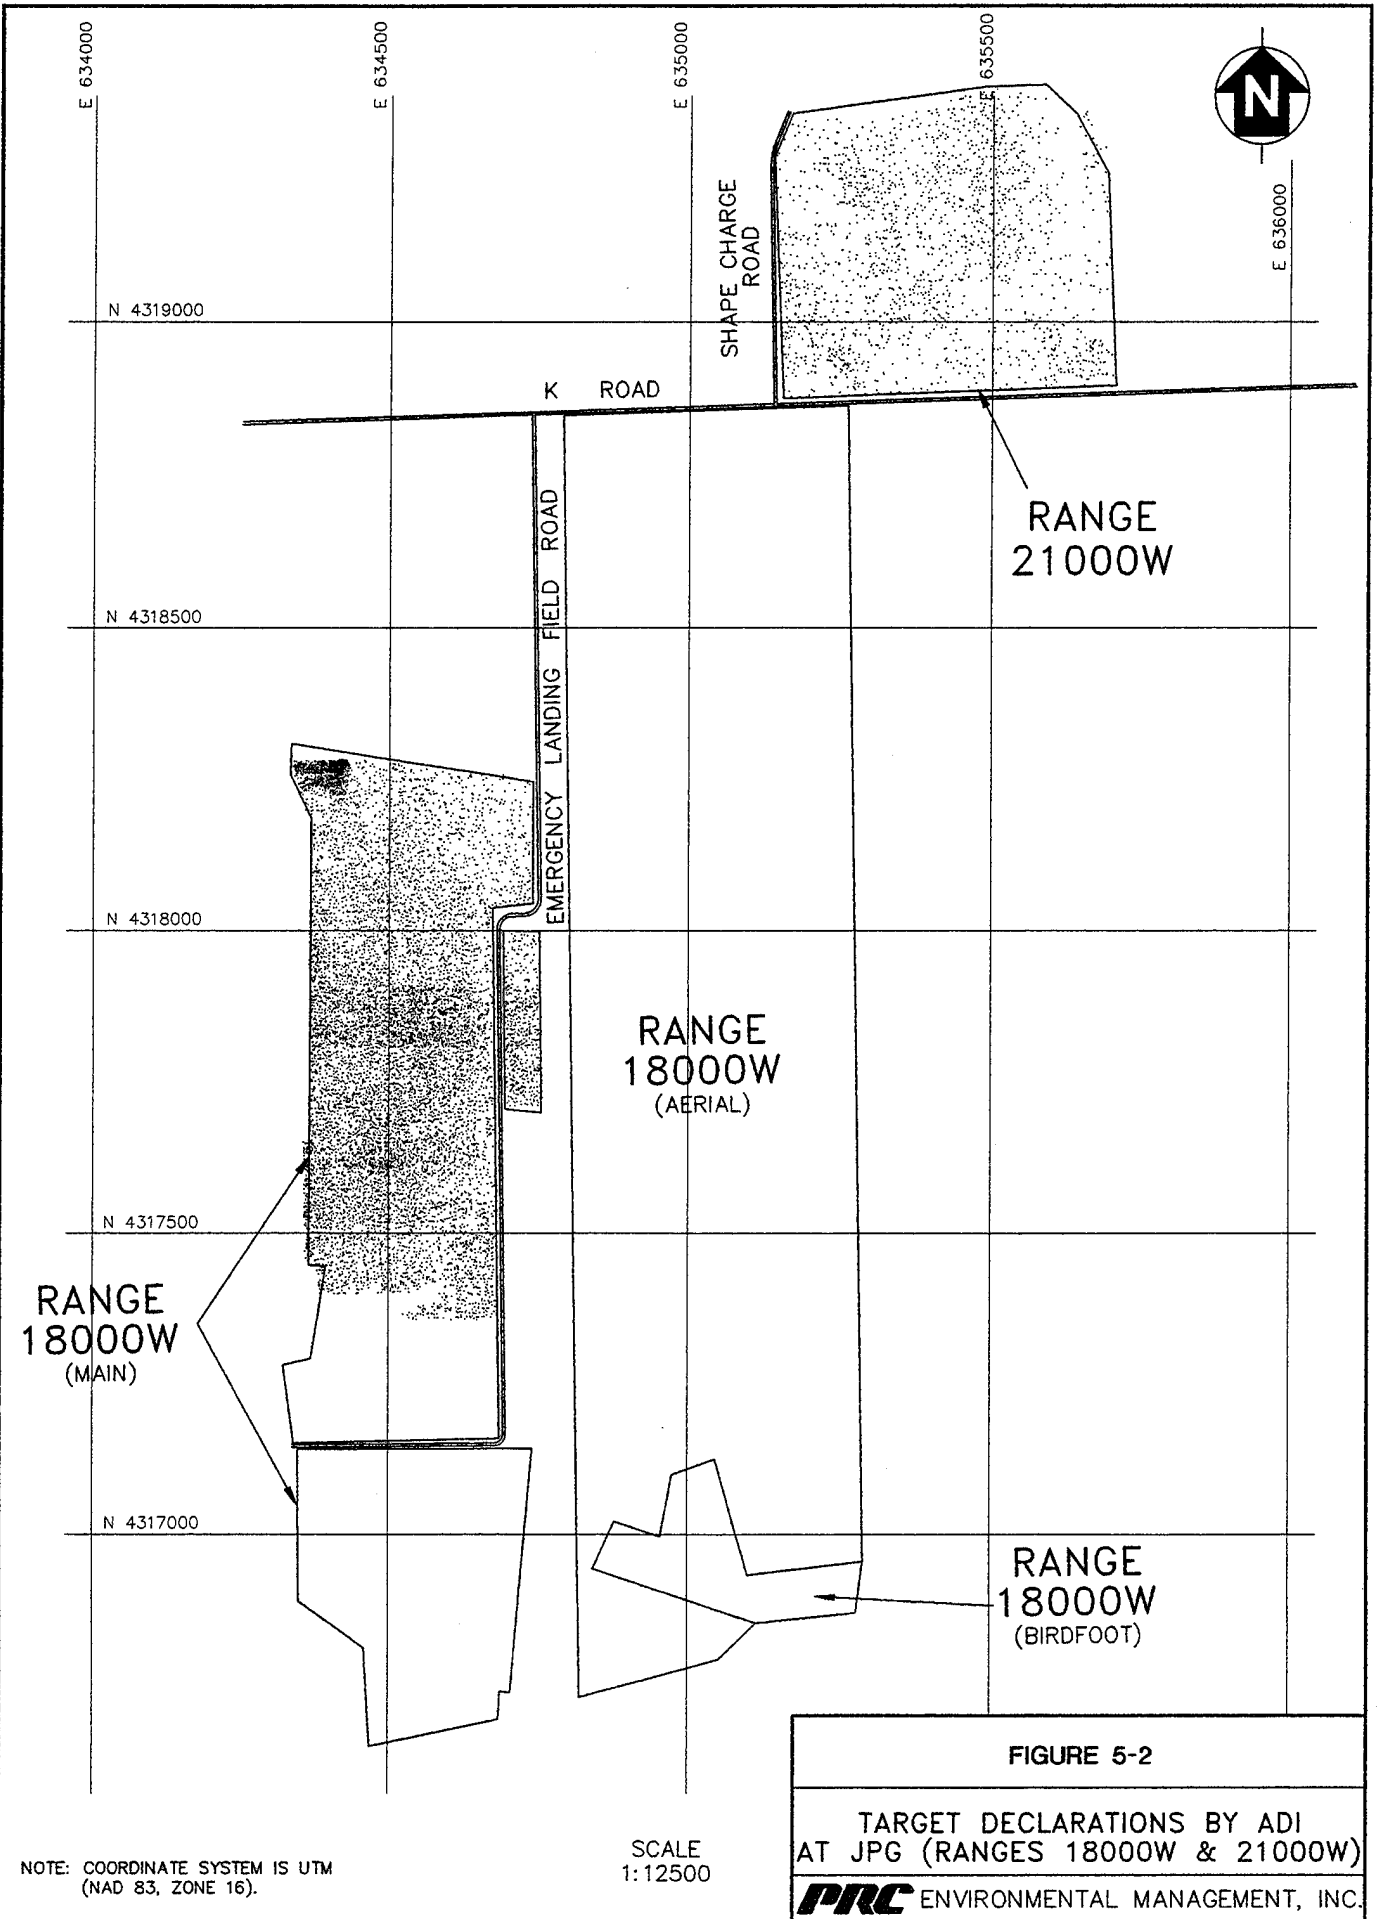 E 634000
E 634500
E 635000
E 635500
N
E 636000
SHAPE CHARGE
ROAD
N 4319000
K ROAD
RANGE
21000W
EMERGENCY LANDING FIELD ROAD
N 4318500
N 4318000
RANGE
18000W
(AERIAL)
N 4317500
RANGE
18000W
(MAIN)
N 4317000
RANGE
18000W
(BIRDFOOT)
FIGURE 5-2
TARGET DECLARATIONS BY ADI
AT JPG (RANGES 18000W & 21000W)
PRC ENVIRONMENTAL MANAGEMENT, INC.
SCALE
1:12500
NOTE: COORDINATE SYSTEM IS UTM
(NAD 83, ZONE 16).